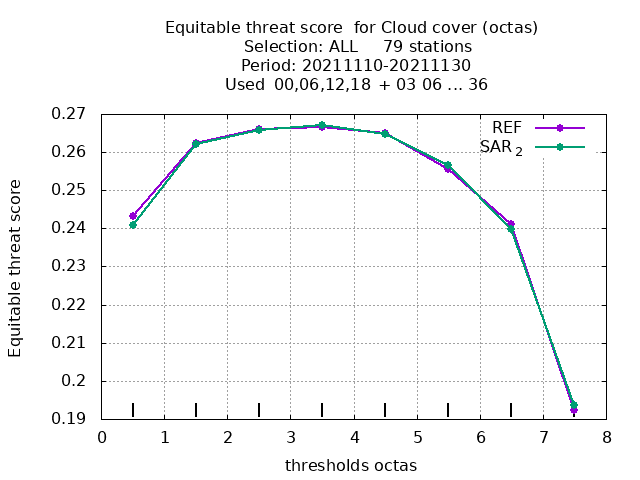 Equitable threat score for Cloud cover (octas)
Selection: ALL 79 stations
Period: 20211110-20211130
Used 00,06,12,18 + 03 06 ... 36
0.27
REF
SAR 2
0.26
0.25
0.24
0.23
0.22
0.21
0.2
0.19
Equitable threat score
0 1 2 3 4 5 6 7 8
thresholds octas